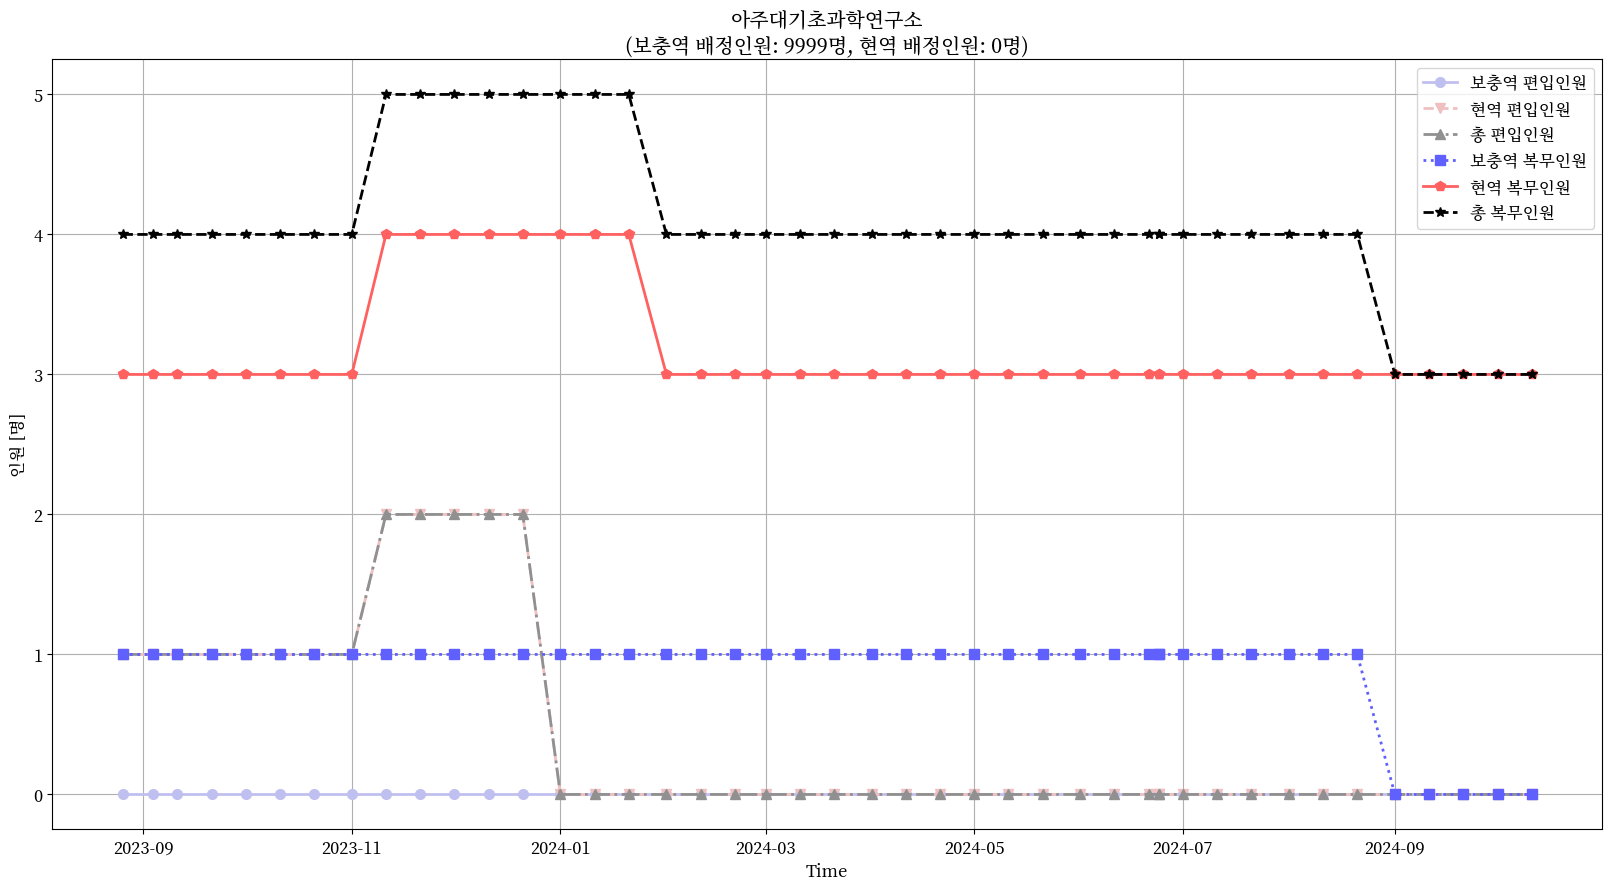 아주대기초과학연구소
(보충역 배정인원: 9999명, 현역 배정인원: 0명)
보충역 편입인원
현역 편입인원
총 편입인원
보충역 복무인원
현역 복무인원
총 복무인원
인원 [명]
5
4
3
2
1
0
2023-09
2023-11
2024-01
2024-03
2024-05
2024-07
2024-09
Time